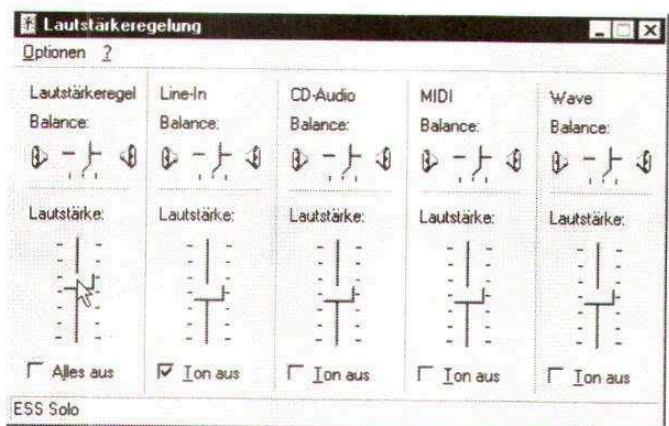 Lautstärkeregelung
Optionen ?
Lautstärkeregel Line-In CD-Audio MIDI Wave
Balance: Balance: Balance: Balance: Balance:
Lautstärke: Lautstärke: Lautstärke: Lautstärke: Lautstärke:
Alles aus Ton aus Ton aus Ton aus Ton aus
ESS Solo